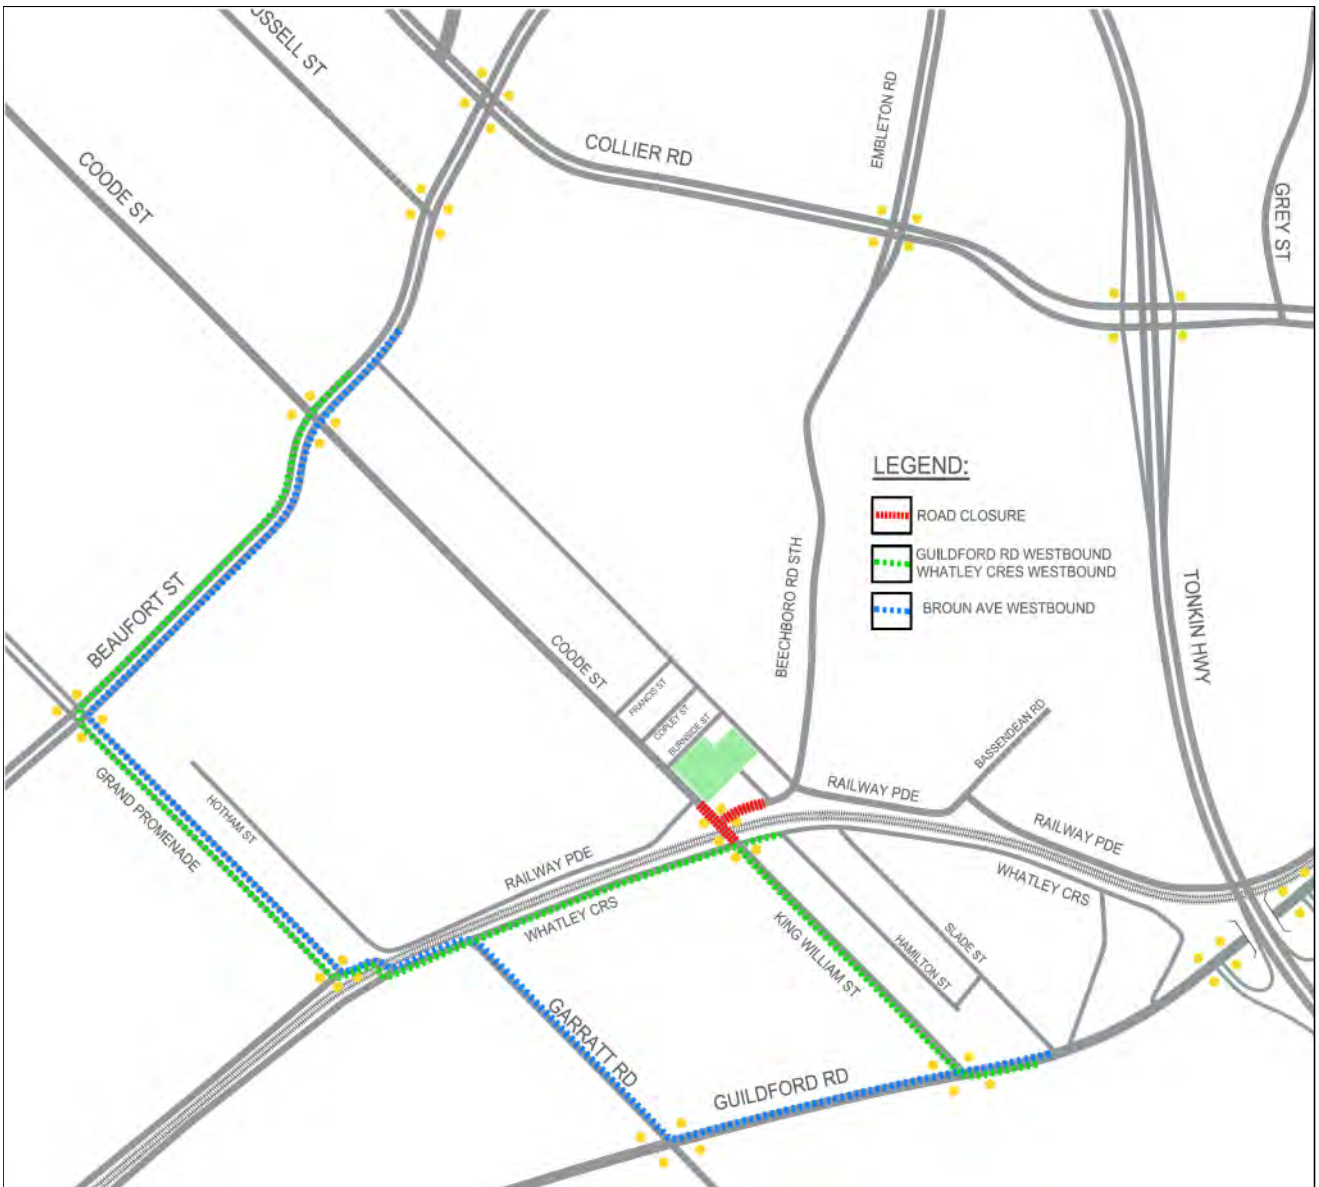 USSELL ST
COODE ST
COLLIER RD
EMBLETON RD
GREY ST
LEGEND:
ROAD CLOSURE
GUILDFORD RD WESTBOUND
WHATLEY CRES WESTBOUND
BROUN AVE WESTBOUND
BEAUFORT ST
BEECHBORO RD STH
TONKIN HWY
COODE ST
FRANCIS ST
COPLEY ST
BURNSIDE ST
BASSENDEAN RD
GRAND PROMENADE
HOTHAM ST
RAILWAY PDE
RAILWAY PDE
RAILWAY PDE
WHATLEY CRS
WHATLEY CRS
KING WILLIAM ST
SLADE ST
HAMILTON ST
GARRATT RD
GUILDFORD RD